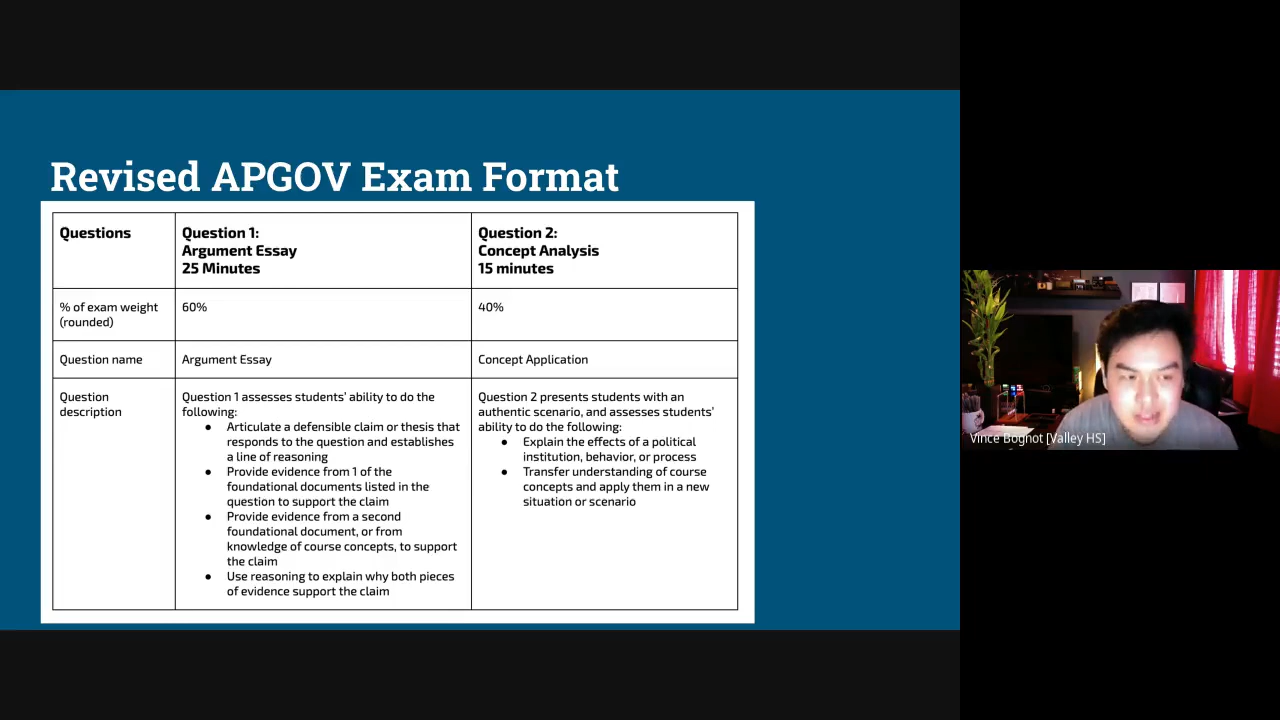 Revised APGOV Exam Format
Questions
Question 1:
Argument Essay
25 Minutes
Question 2:
Concept Analysis
15 minutes
% of exam weight
(rounded)
60%
40%
Question name
Argument Essay
Concept Application
Question
description
Question 1 assesses students' ability to do the
following:
● Articulate a defensible claim or thesis that
responds to the question and establishes
a line of reasoning
● Provide evidence from 1 of the
foundational documents listed in the
question to support the claim
● Provide evidence from a second
foundational document, or from
knowledge of course concepts, to support
the claim
● Use reasoning to explain why both pieces
of evidence support the claim
Question 2 presents students with an
authentic scenario, and assesses students'
ability to do the following:
● Explain the effects of a political
institution, behavior, or process
● Transfer understanding of course
concepts and apply them in a new
situation or scenario
Vince Bognot [Valley HS]